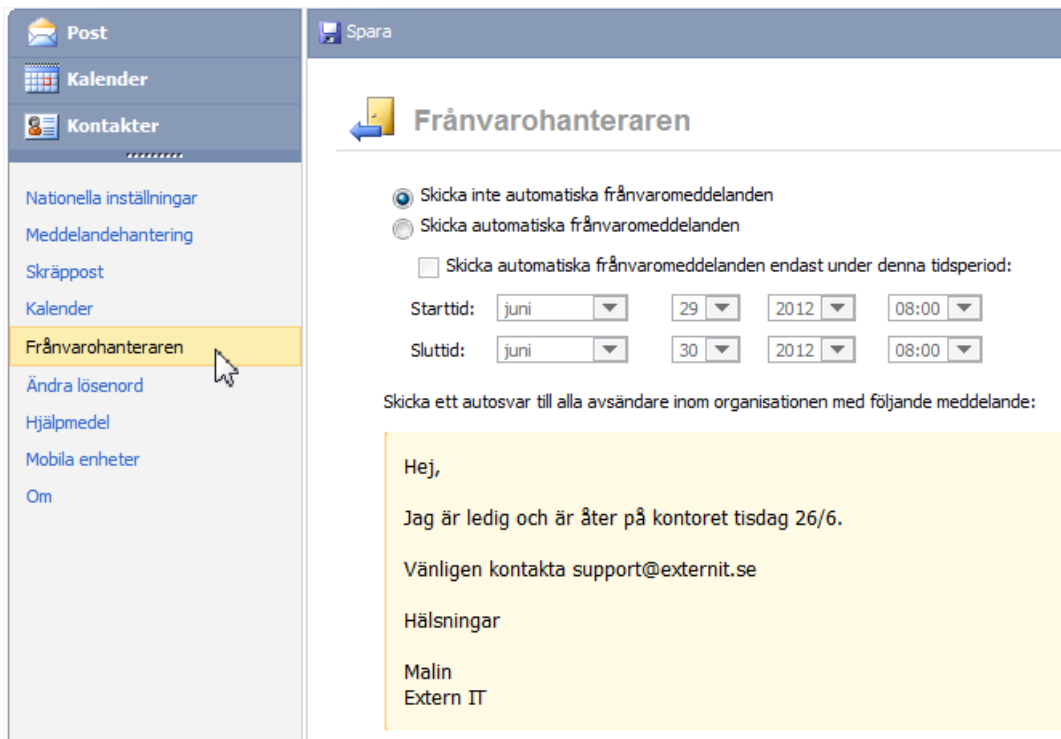 Post
Kalender
Kontakter
Nationella inställningar
Meddelandehantering
Skräppost
Kalender
Frånvarohanteraren
Ändra lösenord
Hjälpmedel
Mobila enheter
Om
Spara
Frånvarohanteraren
Skicka inte automatiska frånvaromeddelanden
Skicka automatiska frånvaromeddelanden
Skicka automatiska frånvaromeddelanden endast under denna tidsperiod:
Starttid: juni 29 2012 08:00
Sluttid: juni 30 2012 08:00
Skicka ett autosvar till alla avsändare inom organisationen med följande meddelande:
Hej,
Jag är ledig och är åter på kontoret tisdag 26/6.
Vänligen kontakta support@externit.se
Hälsningar
Malin
Extern IT